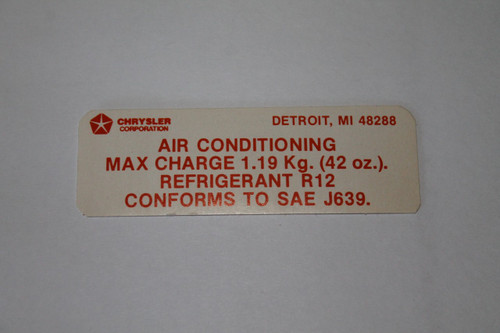 CHRYSLER
CORPORATION
DETROIT, MI 48288
AIR CONDITIONING
MAX CHARGE 1.19 Kg. (42 oz.).
REFRIGERANT R12
CONFORMS TO SAE J639.